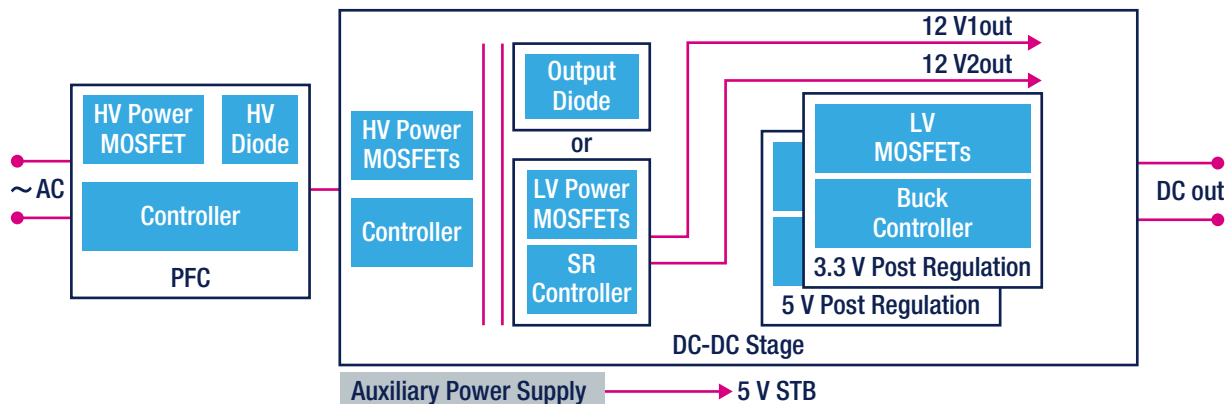 ~ AC
HV Power
MOSFET
HV
Diode
Controller
PFC
HV Power
MOSFETs
Controller
Output
Diode
or
LV Power
MOSFETs
SR
Controller
12 V1out
12 V2out
LV
MOSFETs
Buck
Controller
3.3 V Post Regulation
5 V Post Regulation
DC-DC Stage
DC out
Auxiliary Power Supply
5 V STB